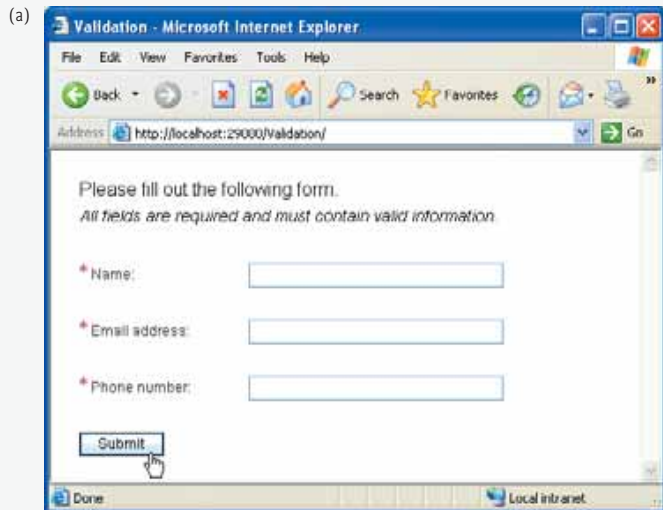 (a)
Validation - Microsoft Internet Explorer
File Edit View Favorites Tools Help
Back Search Favorites »
Address http://localhost:29000/Validation/ Go
Please fill out the following form.
All fields are required and must contain valid information.
* Name:
* Email address:
* Phone number:
Submit
Done Local intranet